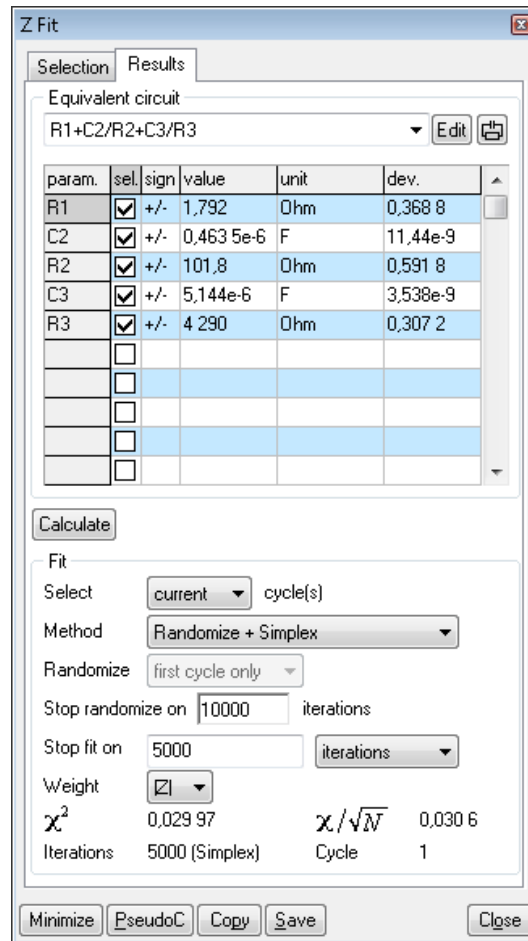 Z Fit
Selection Results
Equivalent circuit
R1+C2/R2+C3/R3 Edit
param. sel. sign value unit dev.
R1 +/- 1,792 Ohm 0,368 8
C2 +/- 0,463 5e-6 F 11,44e-9
R2 +/- 101,8 Ohm 0,591 8
C3 +/- 5,144e-6 F 3,538e-9
R3 +/- 4 290 Ohm 0,307 2
Calculate
Fit
Select current cycle(s)
Method Randomize + Simplex
Randomize first cycle only
Stop randomize on 10000 iterations
Stop fit on 5000 iterations
Weight |Z|
χ² 0,029 97 χ/√N 0,030 6
Iterations 5000 (Simplex) Cycle 1
Minimize PseudoC Copy Save Close